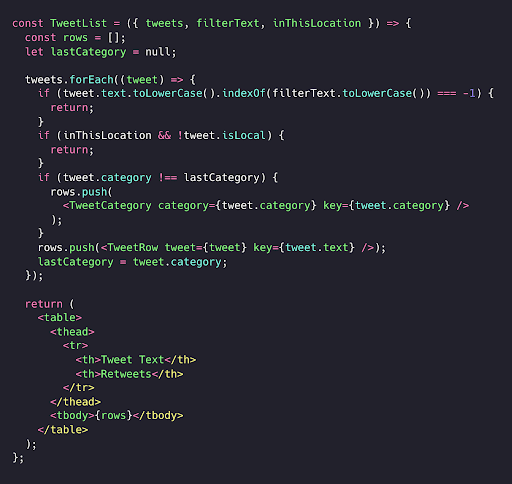 const TweetList = ({ tweets, filterText, inThisLocation }) => {
  const rows = [];
  let lastCategory = null;

  tweets.forEach((tweet) => {
    if (tweet.text.toLowerCase().indexOf(filterText.toLowerCase()) === -1) {
      return;
    }
    if (inThisLocation && !tweet.isLocal) {
      return;
    }
    if (tweet.category !== lastCategory) {
      rows.push(
        <TweetCategory category={tweet.category} key={tweet.category} />
      );
    }
    rows.push(<TweetRow tweet={tweet} key={tweet.text} />);
    lastCategory = tweet.category;
  });

  return (
    <table>
      <thead>
        <tr>
          <th>Tweet Text</th>
          <th>Retweets</th>
        </tr>
      </thead>
      <tbody>{rows}</tbody>
    </table>
  );
};